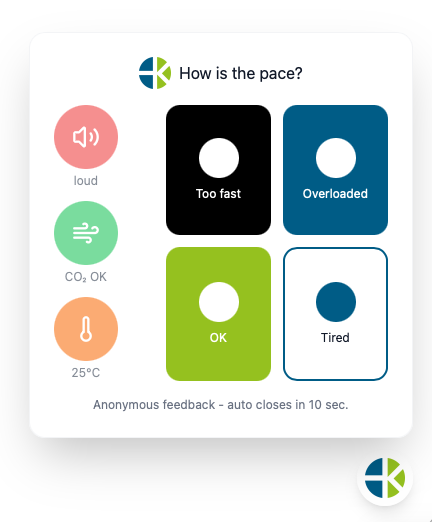 How is the pace?
loud
CO₂ OK
25°C
Too fast
Overloaded
OK
Tired
Anonymous feedback - auto closes in 10 sec.